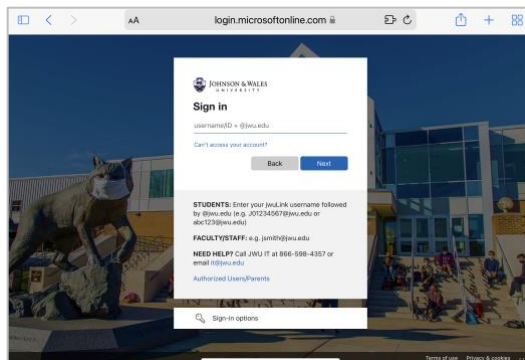 AA
login.microsoftonline.com
JOHNSON & WALES
UNIVERSITY
Sign in
username/ID + @jwu.edu
Can't access your account?
Back
Next
STUDENTS: Enter your jwuLink username followed
by @jwu.edu (e.g. J01234567@jwu.edu or
abc123@jwu.edu)
FACULTY/STAFF: e.g. jsmith@jwu.edu
NEED HELP? Call JWU IT at 866-598-4357 or
email it@jwu.edu
Authorized Users/Parents
Sign-in options
Terms of use Privacy & cookies